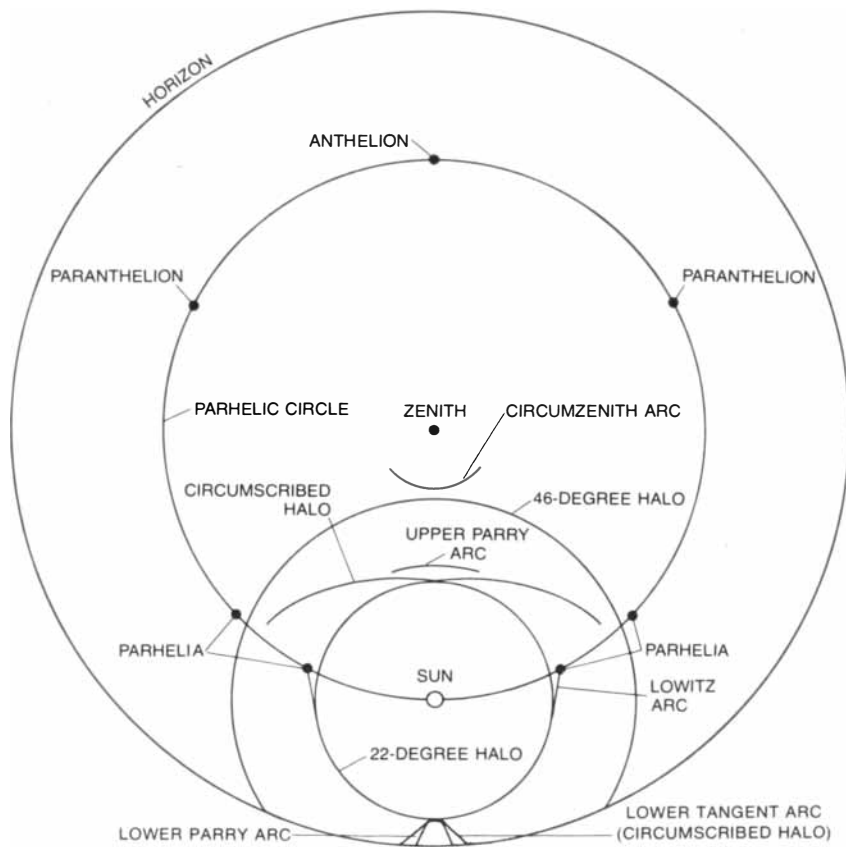 HORIZON
ANTHELION
PARANTHELION
PARANTHELION
PARHELIC CIRCLE
ZENITH
CIRCUMZENITH ARC
CIRCUMSCRIBED
HALO
46-DEGREE HALO
UPPER PARRY
ARC
PARHELIA
SUN
PARHELIA
LOWITZ
ARC
22-DEGREE HALO
LOWER PARRY ARC
LOWER TANGENT ARC
(CIRCUMSCRIBED HALO)